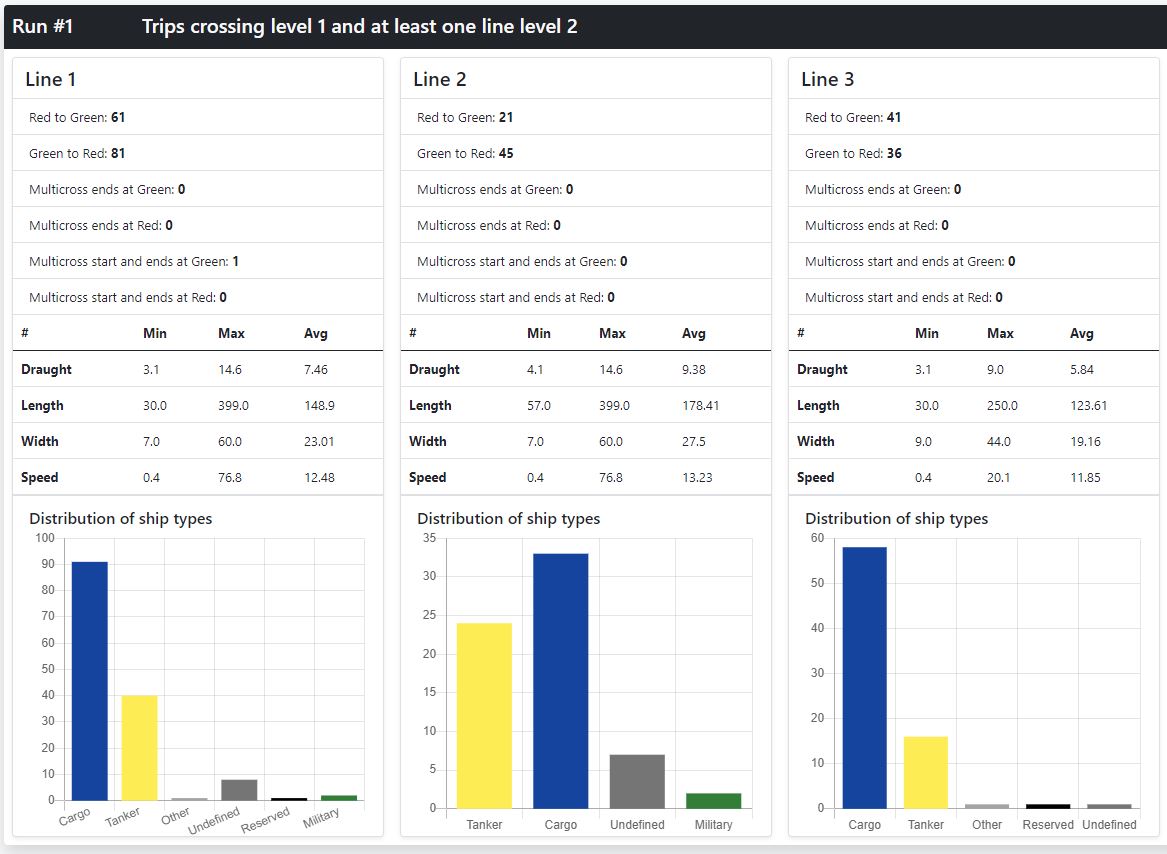 Run #1 Trips crossing level 1 and at least one line level 2
Line 1
Red to Green: 61
Green to Red: 81
Multicross ends at Green: 0
Multicross ends at Red: 0
Multicross start and ends at Green: 1
Multicross start and ends at Red: 0
# Min Max Avg
Draught 3.1 14.6 7.46
Length 30.0 399.0 148.9
Width 7.0 60.0 23.01
Speed 0.4 76.8 12.48
Distribution of ship types
100
90
80
70
60
50
40
30
20
10
0
Cargo Tanker Other Undefined Reserved Military
Line 2
Red to Green: 21
Green to Red: 45
Multicross ends at Green: 0
Multicross ends at Red: 0
Multicross start and ends at Green: 0
Multicross start and ends at Red: 0
# Min Max Avg
Draught 4.1 14.6 9.38
Length 57.0 399.0 178.41
Width 7.0 60.0 27.5
Speed 0.4 76.8 13.23
Distribution of ship types
35
30
25
20
15
10
5
0
Tanker Cargo Undefined Military
Line 3
Red to Green: 41
Green to Red: 36
Multicross ends at Green: 0
Multicross ends at Red: 0
Multicross start and ends at Green: 0
Multicross start and ends at Red: 0
# Min Max Avg
Draught 3.1 9.0 5.84
Length 30.0 250.0 123.61
Width 9.0 44.0 19.16
Speed 0.4 20.1 11.85
Distribution of ship types
60
50
40
30
20
10
0
Cargo Tanker Other Reserved Undefined